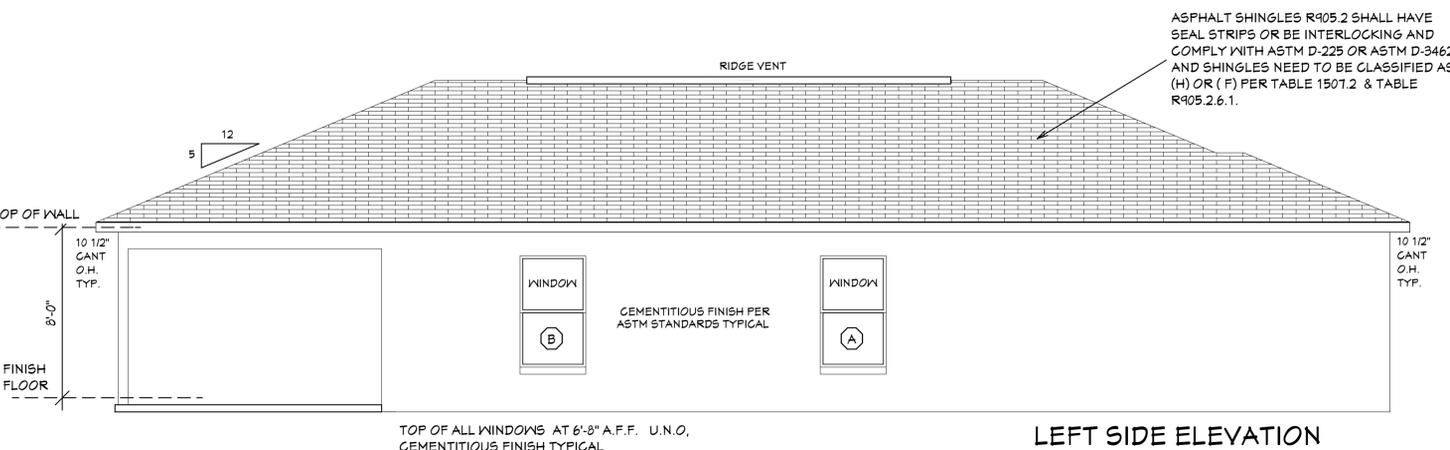 ASPHALT SHINGLES R905.2 SHALL HAVE
SEAL STRIPS OR BE INTERLOCKING AND
COMPLY WITH ASTM D-225 OR ASTM D-3462
AND SHINGLES NEED TO BE CLASSIFIED AS
(H) OR ( F) PER TABLE 1507.2 & TABLE
R905.2.6.1.
RIDGE VENT
12
5
OP OF WALL
10 1/2"
CANT
O.H.
TYP.
10 1/2"
CANT
O.H.
TYP.
8'-0"
WINDOW
B
CEMENTITIOUS FINISH PER
ASTM STANDARDS TYPICAL
WINDOW
A
FINISH
FLOOR
TOP OF ALL WINDOWS AT 6'-8" A.F.F. U.N.O,
CEMENTITIOUS FINISH TYPICAL
LEFT SIDE ELEVATION